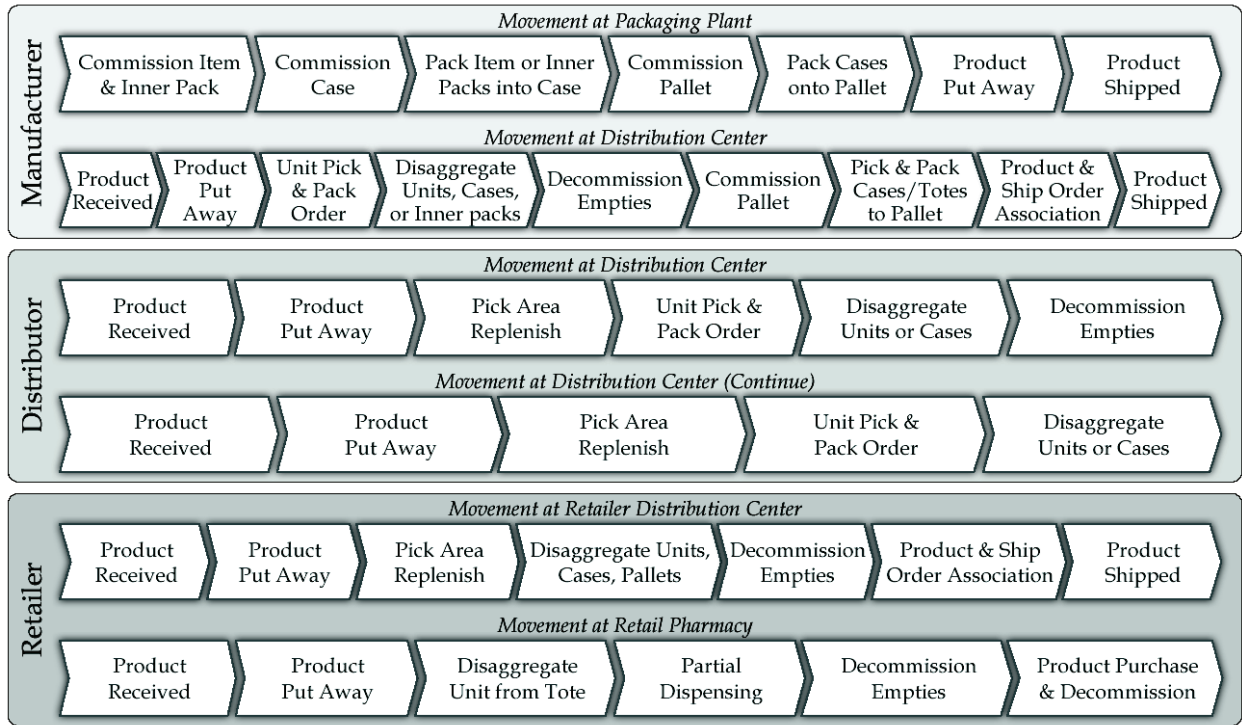 Manufacturer
Movement at Packaging Plant
Commission Item
& Inner Pack
Commission
Case
Pack Item or Inner
Packs into Case
Commission
Pallet
Pack Cases
onto Pallet
Product
Put Away
Product
Shipped
Movement at Distribution Center
Product
Received
Product
Put
Away
Unit Pick
& Pack
Order
Disaggregate
Units, Cases,
or Inner packs
Decommission
Empties
Commission
Pallet
Pick & Pack
Cases/Totes
to Pallet
Product &
Ship Order
Association
Product
Shipped
Distributor
Movement at Distribution Center
Product
Received
Product
Put Away
Pick Area
Replenish
Unit Pick &
Pack Order
Disaggregate
Units or Cases
Decommission
Empties
Movement at Distribution Center (Continue)
Product
Received
Product
Put Away
Pick Area
Replenish
Unit Pick &
Pack Order
Disaggregate
Units or Cases
Retailer
Movement at Retailer Distribution Center
Product
Received
Product
Put Away
Pick Area
Replenish
Disaggregate Units,
Cases, Pallets
Decommission
Empties
Product & Ship
Order Association
Product
Shipped
Movement at Retail Pharmacy
Product
Received
Product
Put Away
Disaggregate
Unit from Tote
Partial
Dispensing
Decommission
Empties
Product Purchase
& Decommission